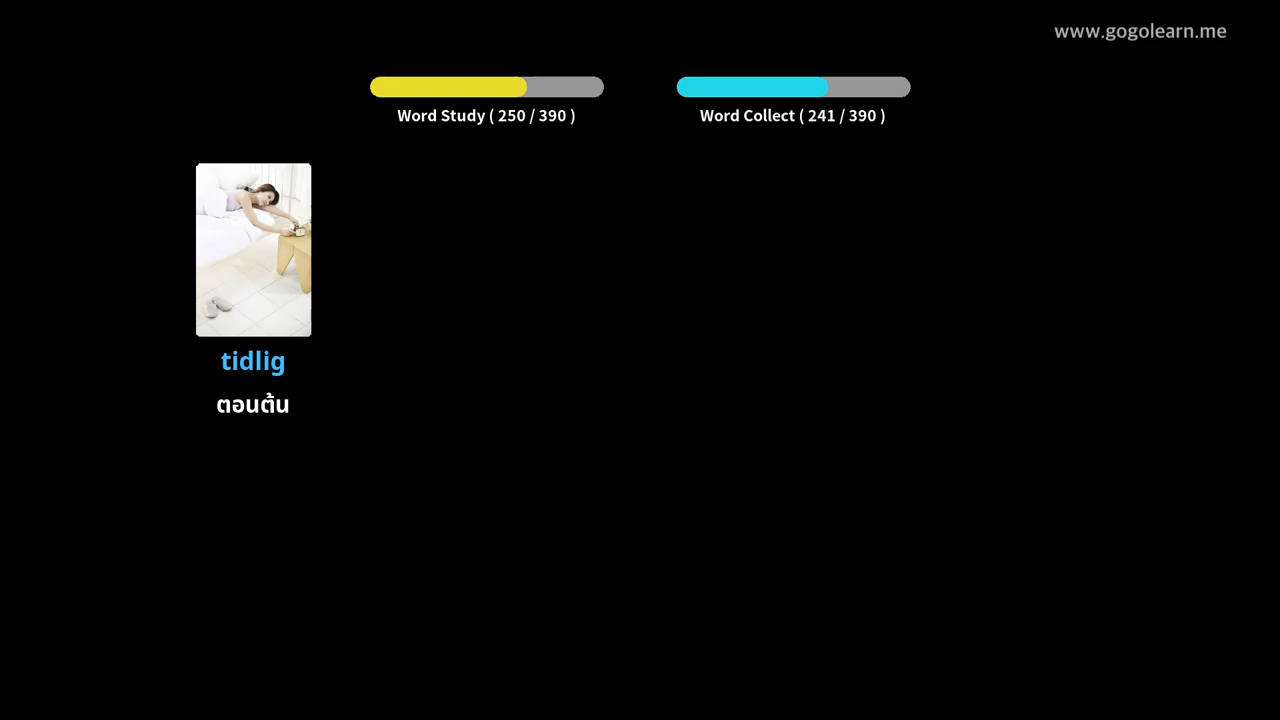 www.gogolearn.me
Word Study ( 250 / 390 )
Word Collect ( 241 / 390 )
tidlig
ตอนต้น